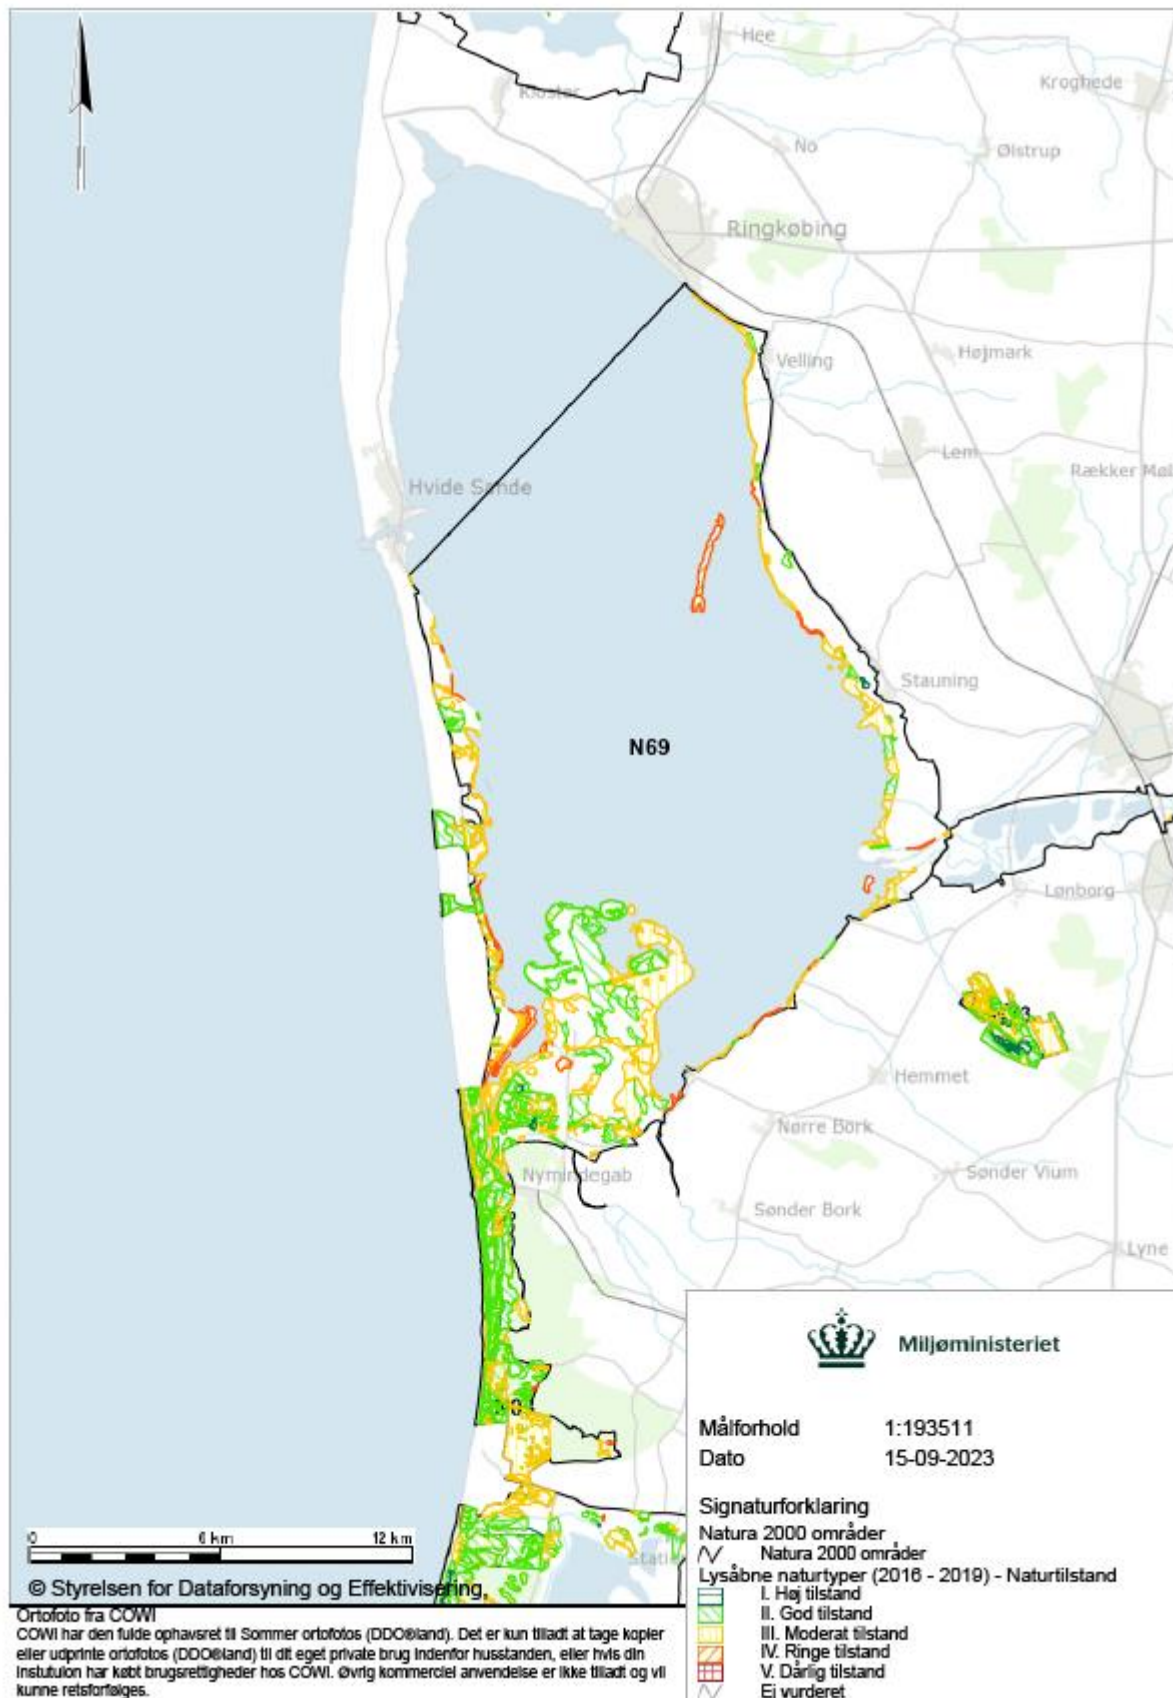 Hee
Kloster
Kroghede
No
Ølstrup
Ringkøbing
Velling
Højmark
Lem
Rækker Møl
Hvide Sande
Stauning
N69
Lønborg
Hemmet
Nørre Bork
Nymindegab
Sønder Vium
Sønder Bork
Lyne
Miljøministeriet
Målforhold 1:193511
Dato 15-09-2023
Signaturforklaring
Natura 2000 områder
Natura 2000 områder
Lysåbne naturtyper (2016 - 2019) - Naturtilstand
I. Høj tilstand
II. God tilstand
III. Moderat tilstand
IV. Ringe tilstand
V. Dårlig tilstand
Ej vurderet
0 6 km 12 km
© Styrelsen for Dataforsyning og Effektivisering,
Ortofoto fra COWI
COWI har den fulde ophavsret til Sommer ortofotos (DDO®land). Det er kun tilladt at tage kopier
eller udprinte ortofotos (DDO®land) til dit eget private brug indenfor husstanden, eller hvis din
institution har købt brugsrettigheder hos COWI. Øvrig kommerciel anvendelse er ikke tilladt og vil
kunne retsforfølges.